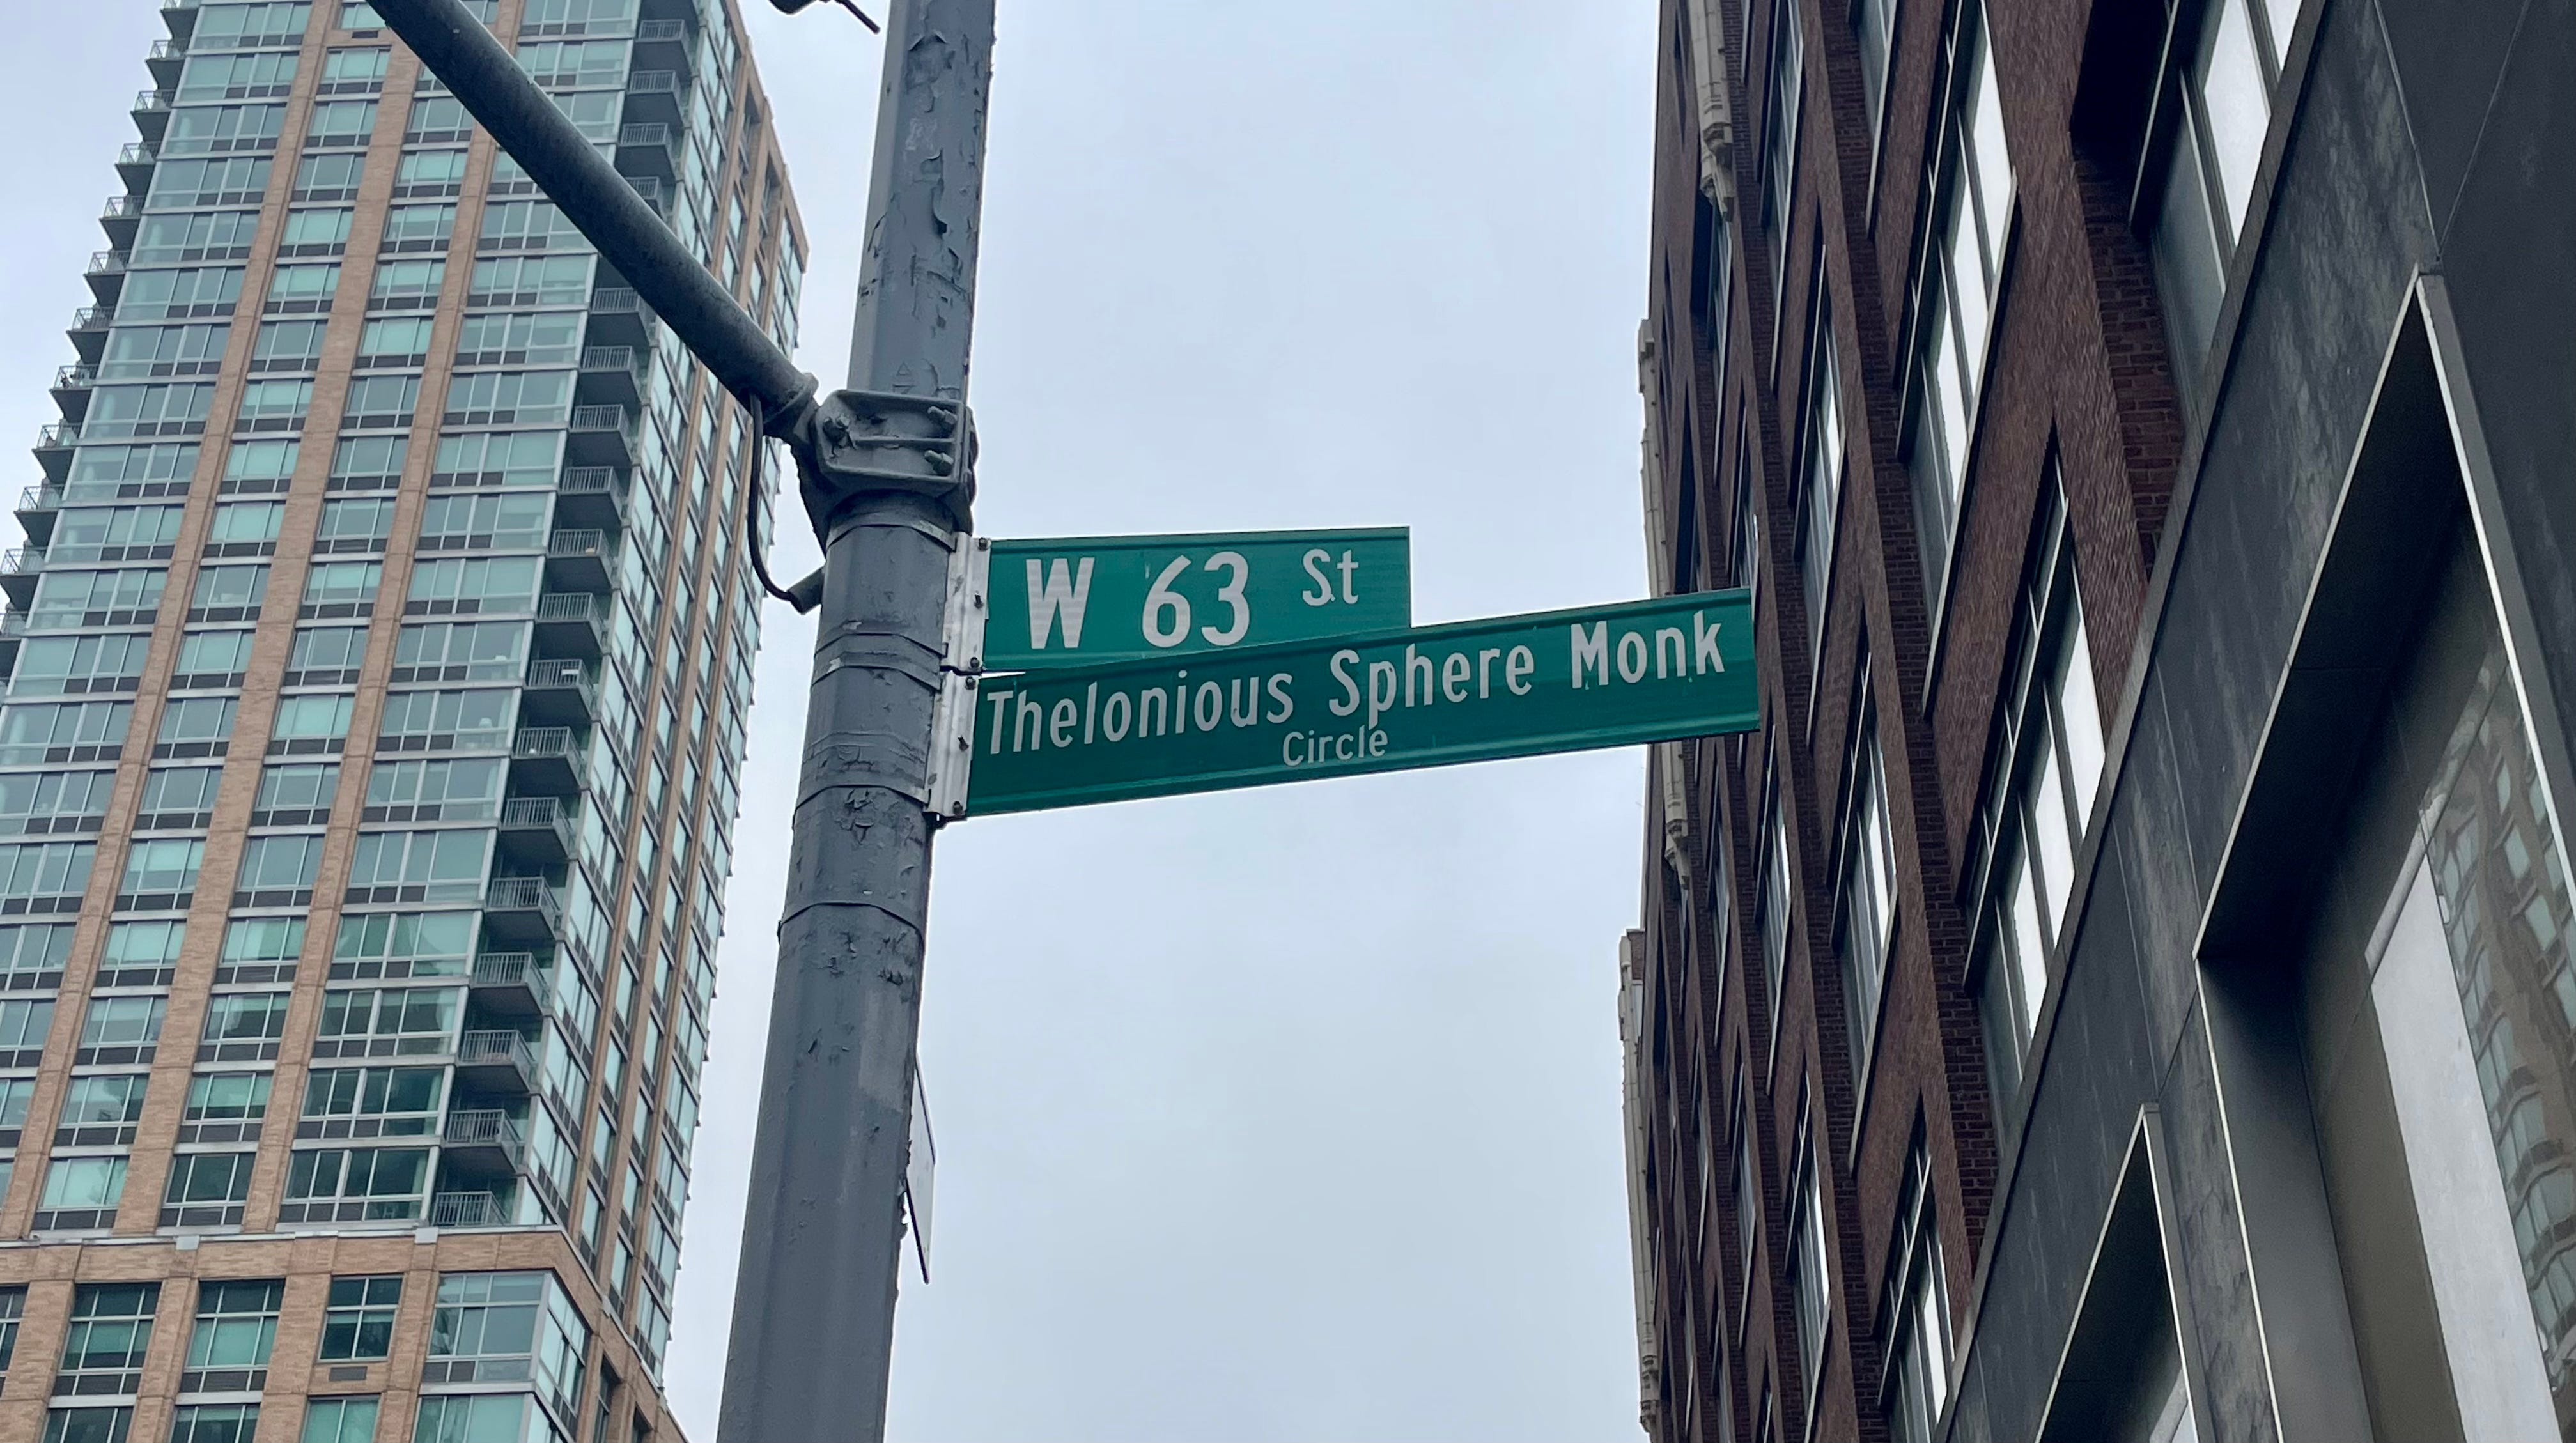 W 63 St
Thelonious Sphere Monk
Circle